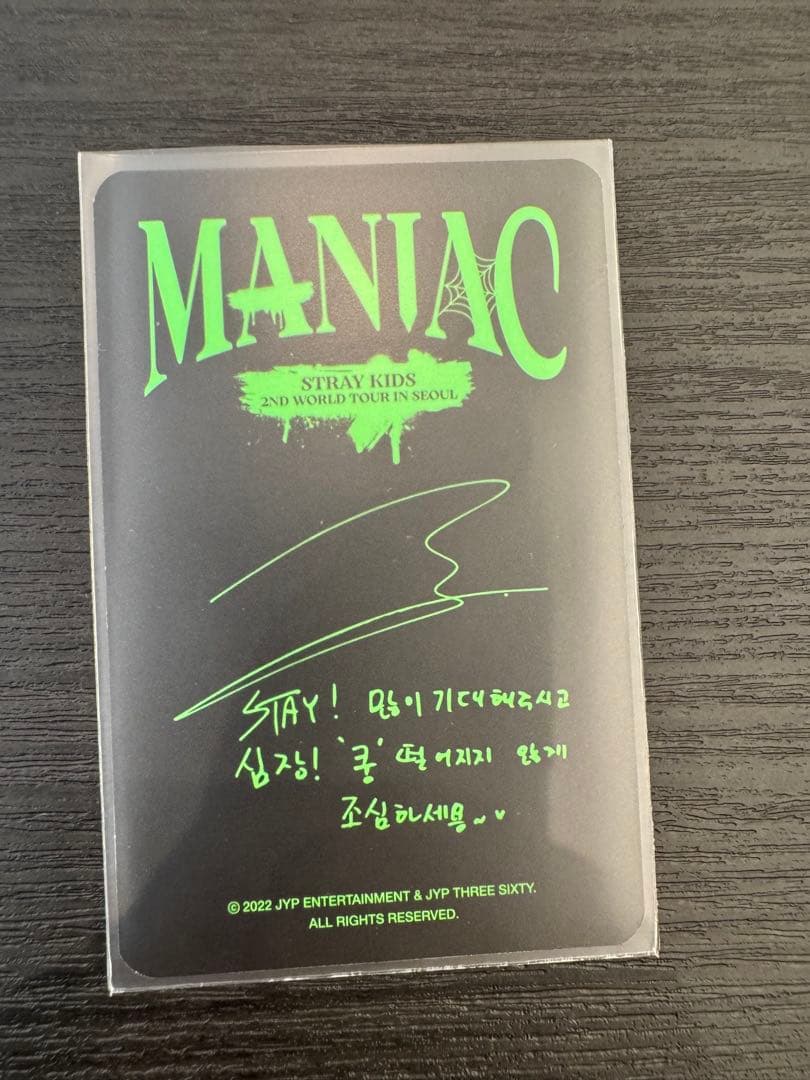 MANIAC
STRAY KIDS
2ND WORLD TOUR IN SEOUL
STAY! 많이 기대해주시고
심장! '쿵' 떨어지지 않게
조심하세용~♥
© 2022 JYP ENTERTAINMENT & JYP THREE SIXTY.
ALL RIGHTS RESERVED.